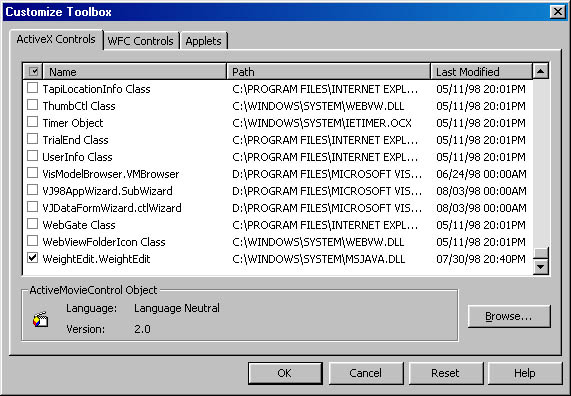 Customize Toolbox
ActiveX Controls WFC Controls Applets
Name Path Last Modified
TapiLocationInfo Class C:\PROGRAM FILES\INTERNET EXPL... 05/11/98 20:01PM
ThumbCtl Class C:\WINDOWS\SYSTEM\WEBVW.DLL 05/11/98 20:01PM
Timer Object C:\WINDOWS\SYSTEM\IETIMER.OCX 05/11/98 20:01PM
TrialEnd Class C:\PROGRAM FILES\INTERNET EXPL... 05/11/98 20:01PM
UserInfo Class C:\PROGRAM FILES\INTERNET EXPL... 05/11/98 20:01PM
VisModelBrowser.VMBrowser D:\PROGRAM FILES\MICROSOFT VIS... 06/24/98 00:00AM
VJ98AppWizard.SubWizard D:\PROGRAM FILES\MICROSOFT VIS... 08/03/98 00:00AM
VJDataFormWizard.ctlWizard D:\PROGRAM FILES\MICROSOFT VIS... 08/03/98 00:00AM
WebGate Class C:\PROGRAM FILES\INTERNET EXPL... 05/11/98 20:01PM
WebViewFolderIcon Class C:\WINDOWS\SYSTEM\WEBVW.DLL 05/11/98 20:01PM
WeightEdit.WeightEdit C:\WINDOWS\SYSTEM\MSJAVA.DLL 07/30/98 20:40PM
ActiveMovieControl Object
Language: Language Neutral
Version: 2.0
Browse...
OK Cancel Reset Help